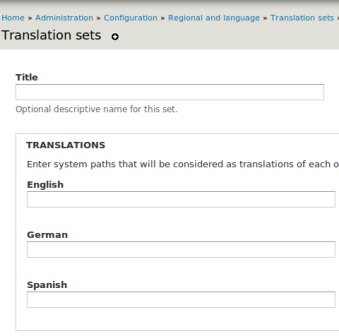 Home » Administration » Configuration » Regional and language » Translation sets »
Translation sets
Title
Optional descriptive name for this set.
TRANSLATIONS
Enter system paths that will be considered as translations of each
English
German
Spanish